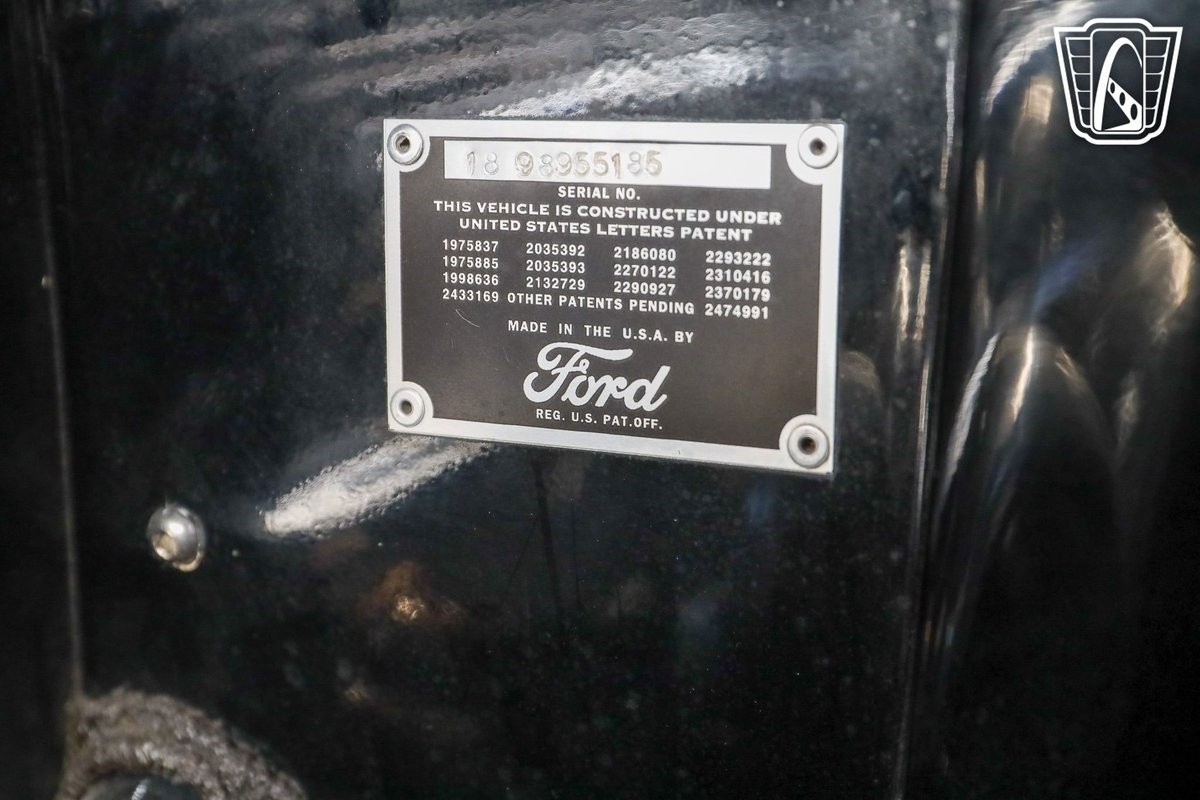 18 98955185
SERIAL NO.
THIS VEHICLE IS CONSTRUCTED UNDER
UNITED STATES LETTERS PATENT
1975837 2035392 2186080 2293222
1975885 2035393 2270122 2310416
1998636 2132729 2290927 2370179
2433169 OTHER PATENTS PENDING 2474991
MADE IN THE U.S.A. BY
Ford
REG. U.S. PAT. OFF.